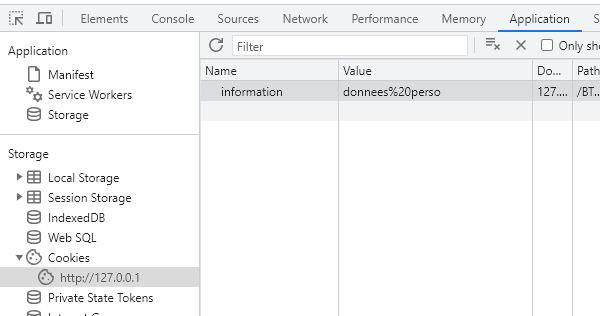 Elements Console Sources Network Performance Memory Application S
Application
Manifest
Service Workers
Storage
Storage
Local Storage
Session Storage
IndexedDB
Web SQL
Cookies
http://127.0.0.1
Private State Tokens
Filter Only sho
Name Value Do... Path
information donnees%20perso 127.... /BT...